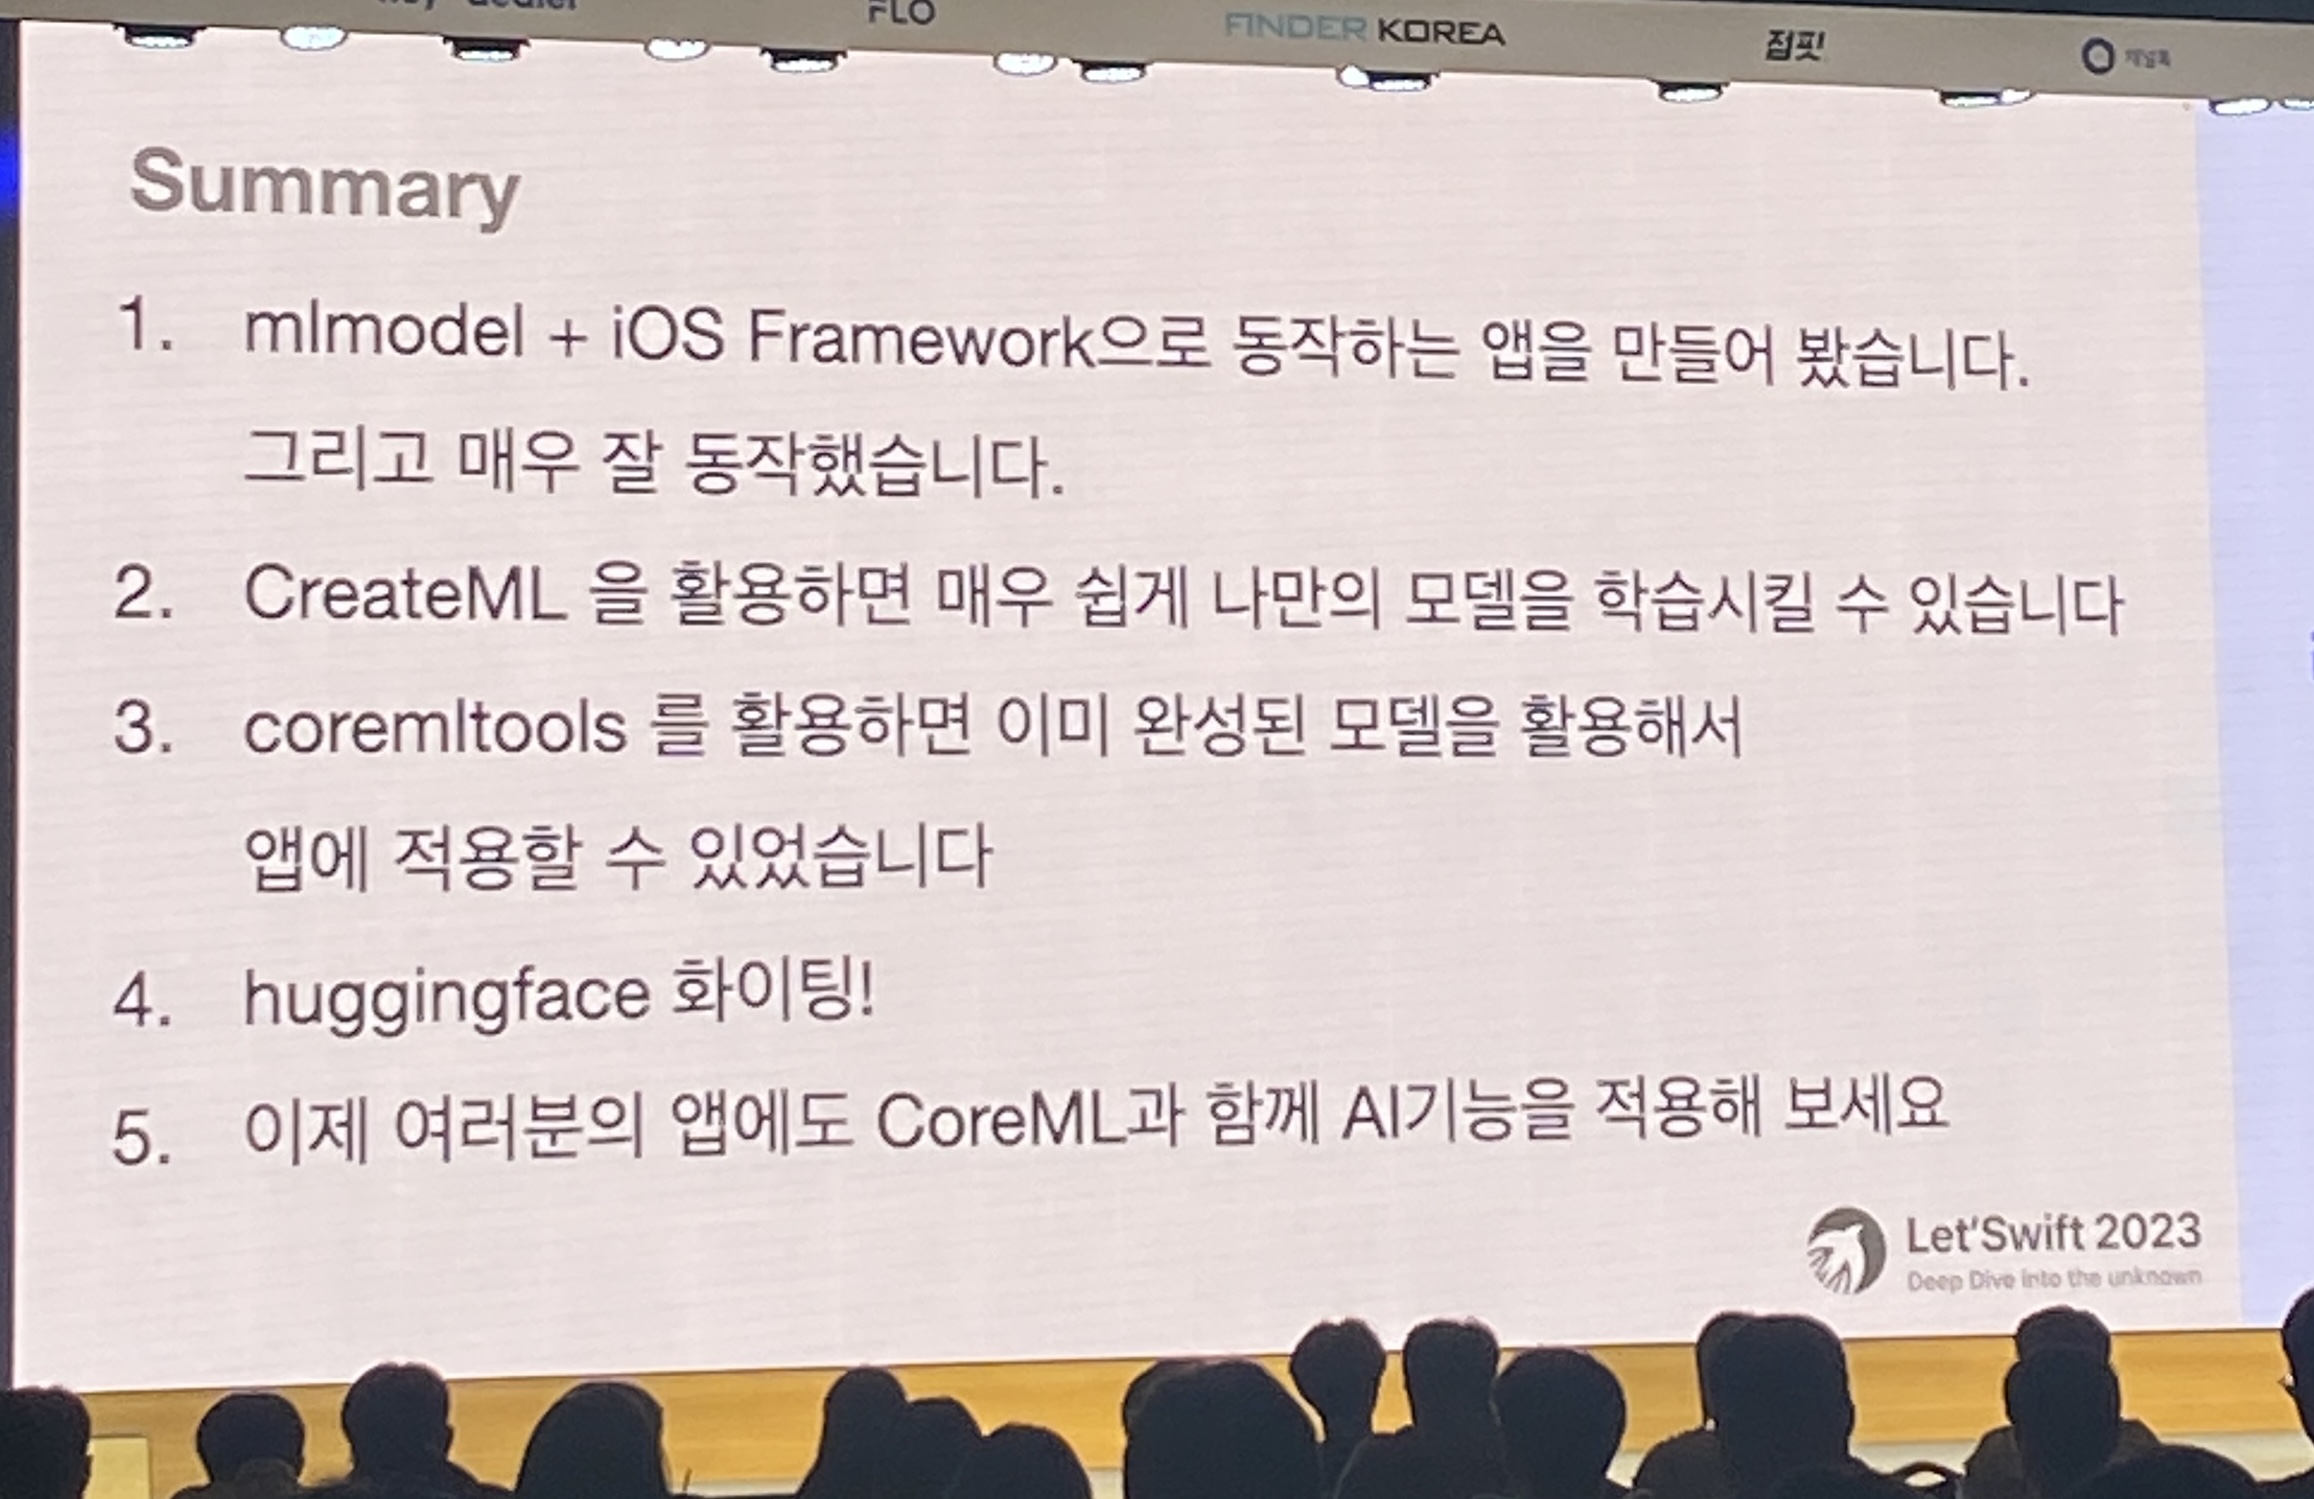 FLO
FINDER KOREA
접핏
Summary
1. mlmodel + iOS Framework으로 동작하는 앱을 만들어 봤습니다.
그리고 매우 잘 동작했습니다.
2. CreateML 을 활용하면 매우 쉽게 나만의 모델을 학습시킬 수 있습니다
3. coremltools 를 활용하면 이미 완성된 모델을 활용해서
앱에 적용할 수 있었습니다
4. huggingface 화이팅!
5. 이제 여러분의 앱에도 CoreML과 함께 AI기능을 적용해 보세요
Let'Swift 2023
Deep Dive into the unknown